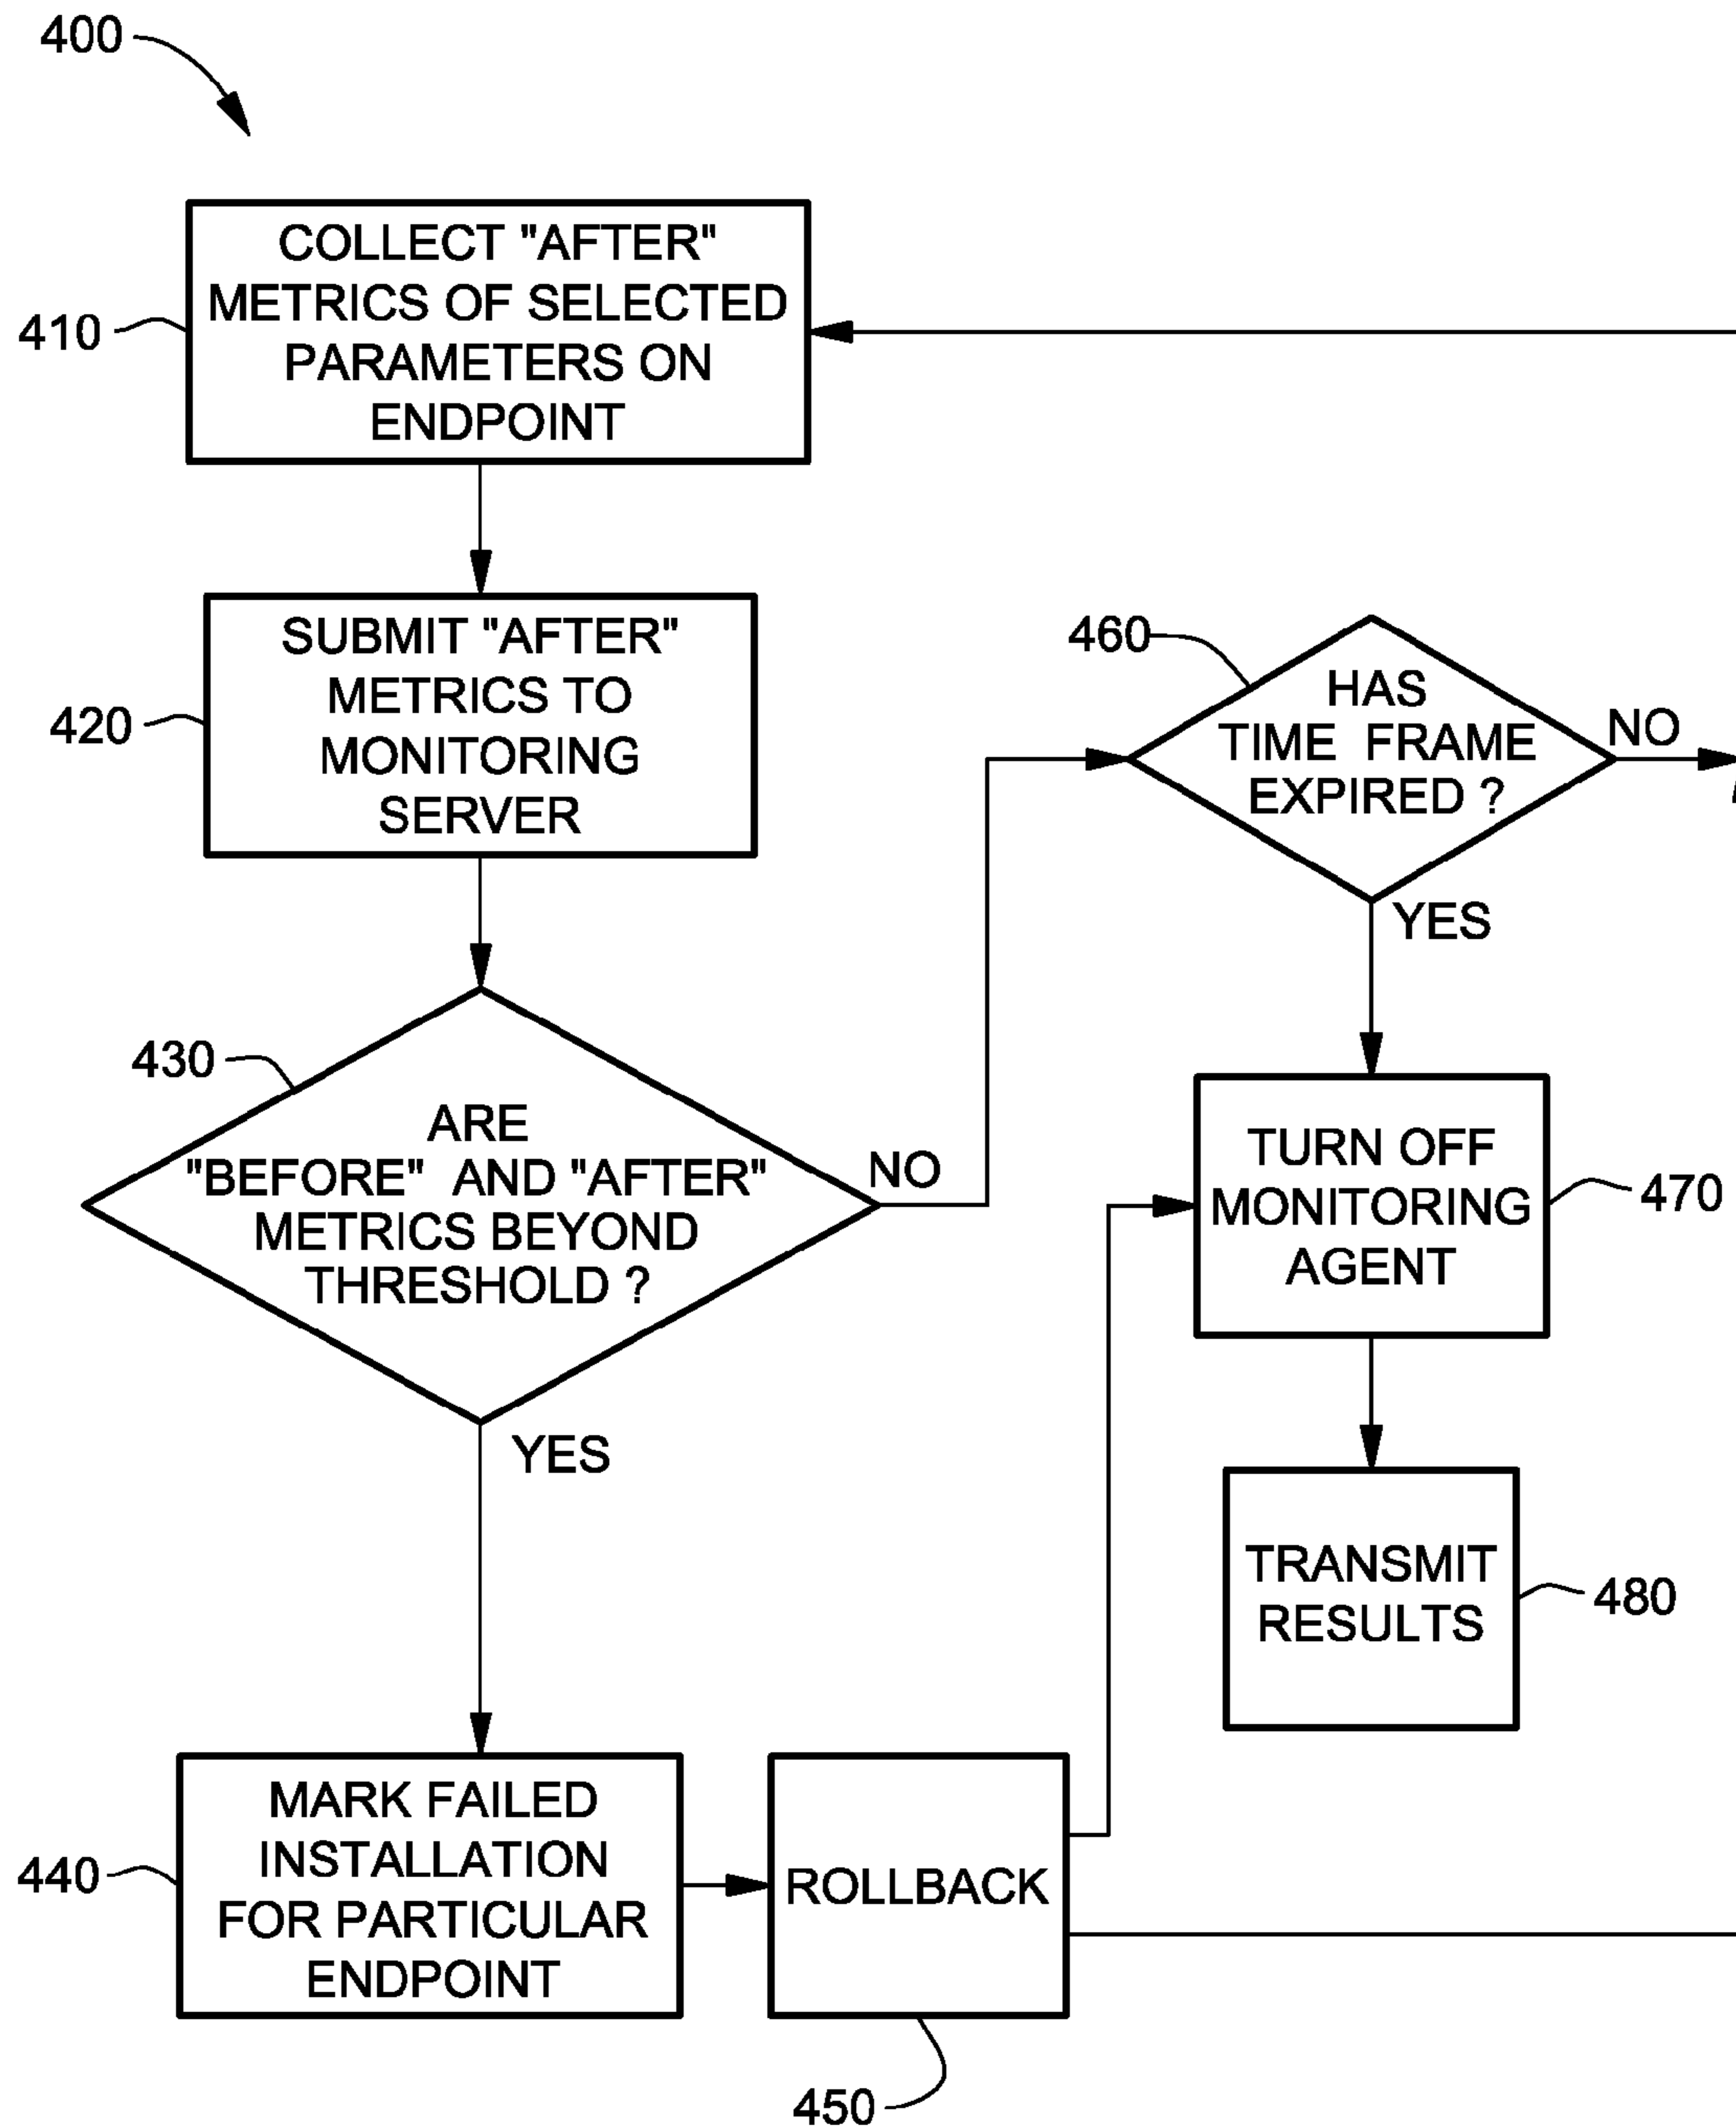 400
COLLECT "AFTER"
METRICS OF SELECTED
PARAMETERS ON
ENDPOINT
410
SUBMIT "AFTER"
METRICS TO
MONITORING
SERVER
420
430
ARE
"BEFORE" AND "AFTER"
METRICS BEYOND
THRESHOLD ?
NO
YES
MARK FAILED
INSTALLATION
FOR PARTICULAR
ENDPOINT
440
ROLLBACK
450
460
HAS
TIME FRAME
EXPIRED ?
NO
YES
TURN OFF
MONITORING
AGENT
470
TRANSMIT
RESULTS
480